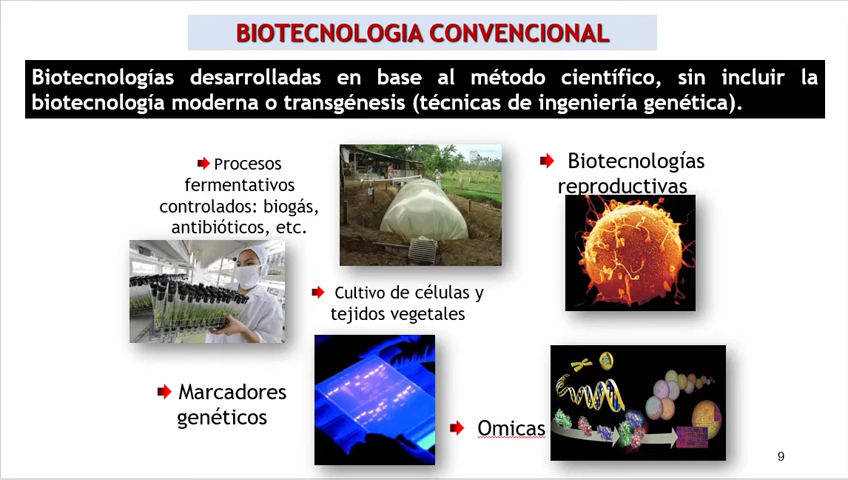 BIOTECNOLOGIA CONVENCIONAL
Biotecnologías desarrolladas en base al método científico, sin incluir la
biotecnología moderna o transgénesis (técnicas de ingeniería genética).
Procesos
fermentativos
controlados: biogás,
antibióticos, etc.
Biotecnologías
reproductivas
Cultivo de células y
tejidos vegetales
Marcadores
genéticos
Omicas
9